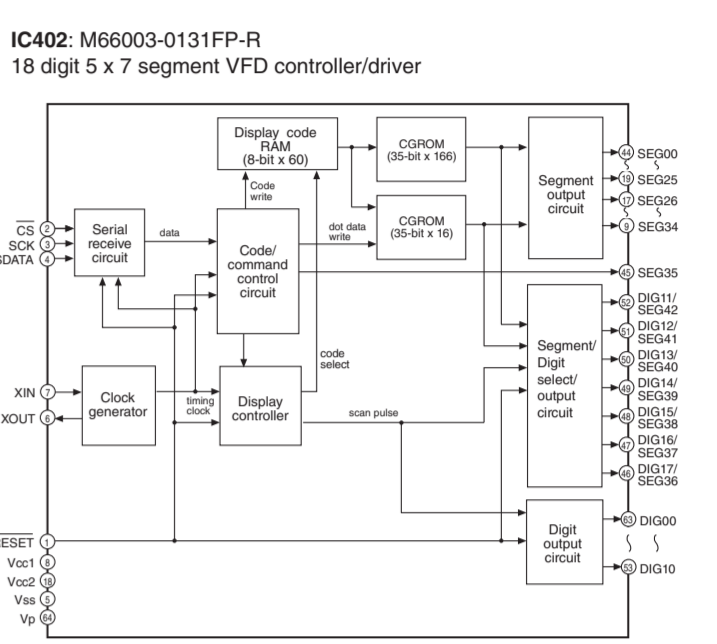 IC402: M66003-0131FP-R
18 digit 5 x 7 segment VFD controller/driver
Display code
RAM
(8-bit x 60)
CGROM
(35-bit x 166)
CGROM
(35-bit x 16)
Segment
output
circuit
44 SEG00
19 SEG25
17 SEG26
9 SEG34
45 SEG35
Code
write
CS 2
SCK 3
SDATA 4
Serial
receive
circuit
data
dot data
write
Code/
command
control
circuit
52 DIG11/
SEG42
51 DIG12/
SEG41
50 DIG13/
SEG40
49 DIG14/
SEG39
48 DIG15/
SEG38
47 DIG16/
SEG37
46 DIG17/
SEG36
Segment/
Digit
select/
output
circuit
code
select
XIN 7
XOUT 6
Clock
generator
timing
clock
Display
controller
scan pulse
Digit
output
circuit
63 DIG00
53 DIG10
RESET 1
Vcc1 8
Vcc2 18
Vss 5
Vp 64